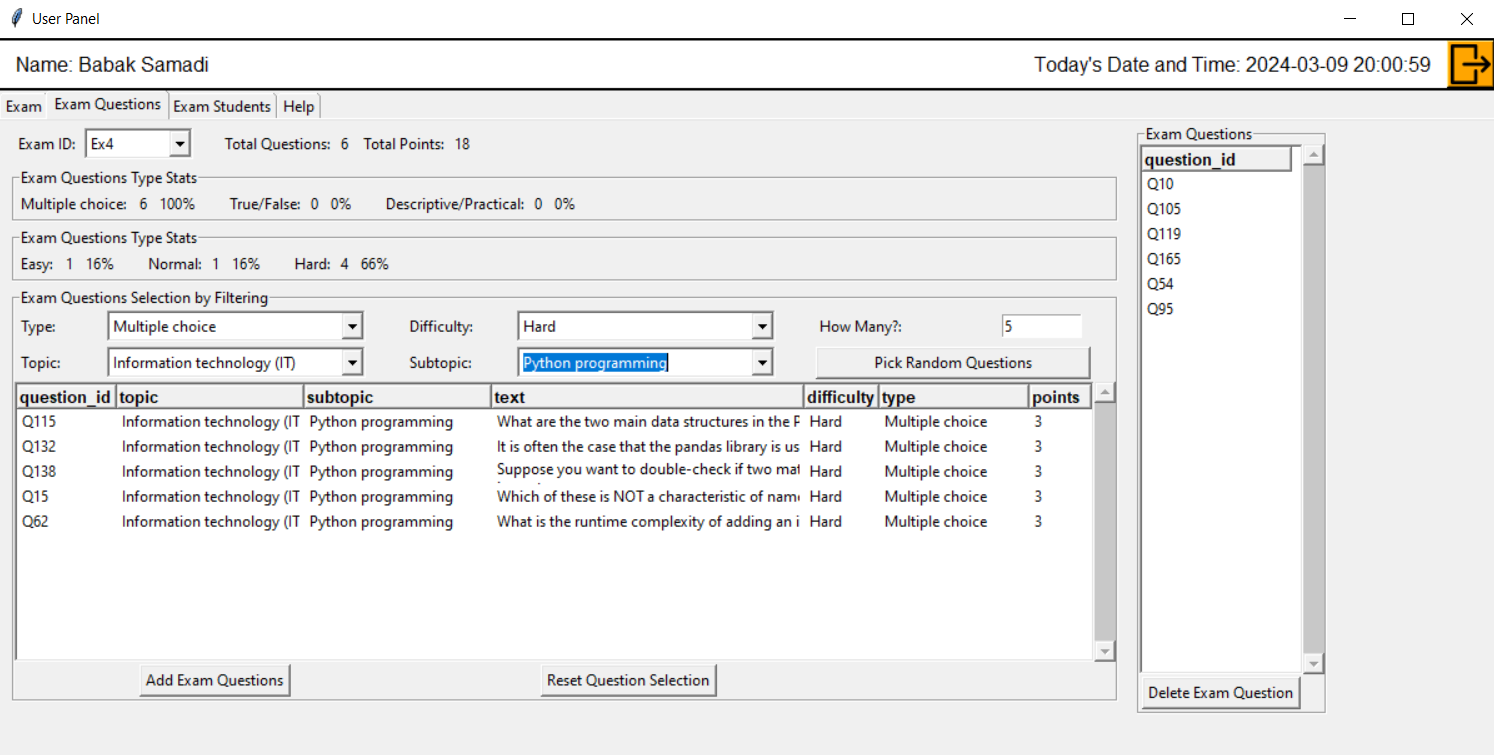 User Panel
Name: Babak Samadi
Today's Date and Time: 2024-03-09 20:00:59
Exam Exam Questions Exam Students Help
Exam ID: Ex4 Total Questions: 6 Total Points: 18
Exam Questions Type Stats
Multiple choice: 6 100% True/False: 0 0% Descriptive/Practical: 0 0%
Exam Questions Type Stats
Easy: 1 16% Normal: 1 16% Hard: 4 66%
Exam Questions Selection by Filtering
Type: Multiple choice Difficulty: Hard How Many?: 5
Topic: Information technology (IT) Subtopic: Python programming Pick Random Questions
question_id topic subtopic text difficulty type points
Q115 Information technology (IT Python programming What are the two main data structures in the P Hard Multiple choice 3
Q132 Information technology (IT Python programming It is often the case that the pandas library is us Hard Multiple choice 3
Q138 Information technology (IT Python programming Suppose you want to double-check if two mat Hard Multiple choice 3
Q15 Information technology (IT Python programming Which of these is NOT a characteristic of name Hard Multiple choice 3
Q62 Information technology (IT Python programming What is the runtime complexity of adding an i Hard Multiple choice 3
Add Exam Questions Reset Question Selection
Exam Questions
question_id
Q10
Q105
Q119
Q165
Q54
Q95
Delete Exam Question